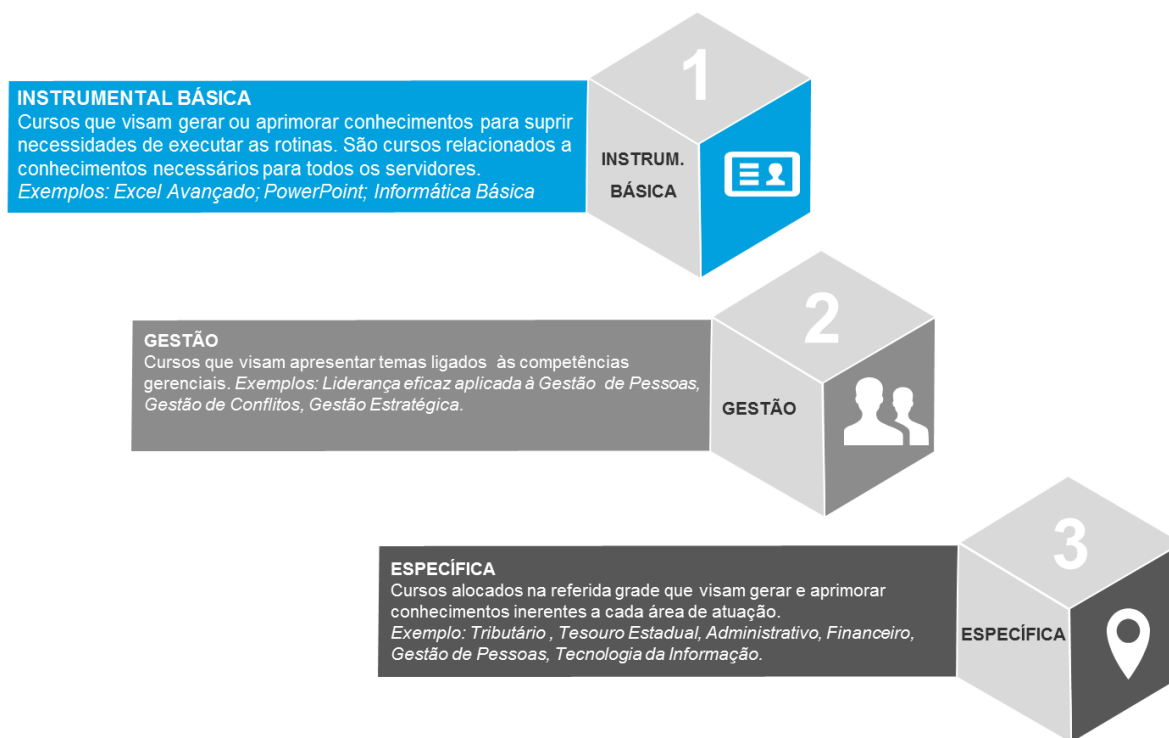 1
INSTRUMENTAL BÁSICA
Cursos que visam gerar ou aprimorar conhecimentos para suprir
necessidades de executar as rotinas. São cursos relacionados a
conhecimentos necessários para todos os servidores.
Exemplos: Excel Avançado; PowerPoint; Informática Básica
INSTRUM.
BÁSICA
2
GESTÃO
Cursos que visam apresentar temas ligados às competências
gerenciais. Exemplos: Liderança eficaz aplicada à Gestão de Pessoas,
Gestão de Conflitos, Gestão Estratégica.
GESTÃO
3
ESPECÍFICA
Cursos alocados na referida grade que visam gerar e aprimorar
conhecimentos inerentes a cada área de atuação.
Exemplo: Tributário , Tesouro Estadual, Administrativo, Financeiro,
Gestão de Pessoas, Tecnologia da Informação.
ESPECÍFICA